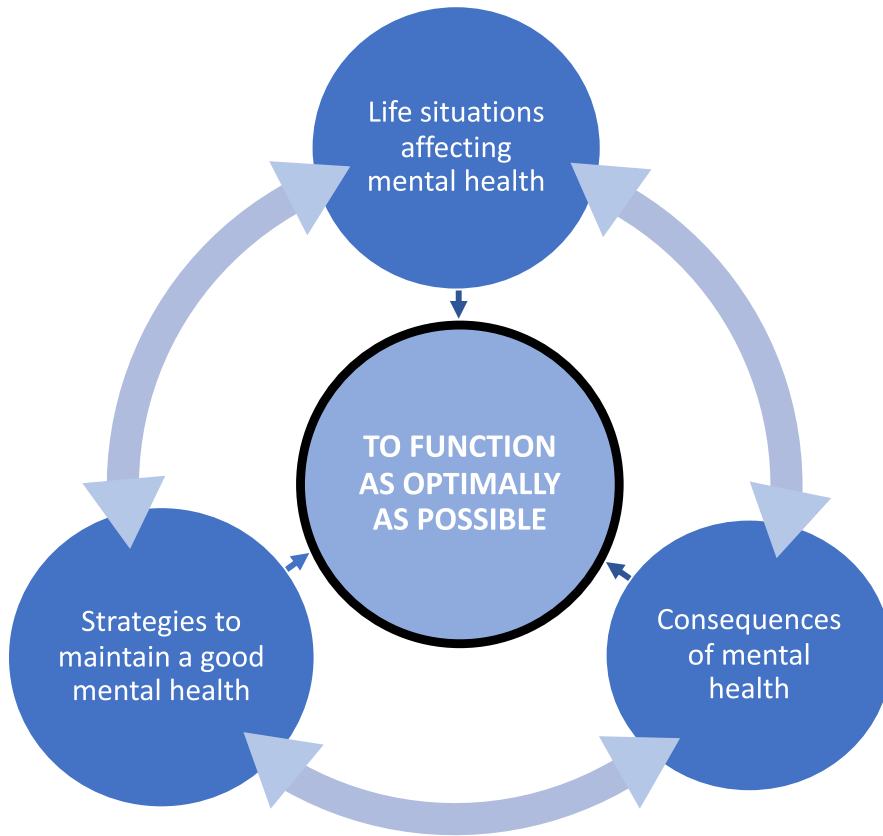 Life situations
affecting
mental health
TO FUNCTION
AS OPTIMALLY
AS POSSIBLE
Strategies to
maintain a good
mental health
Consequences
of mental
health